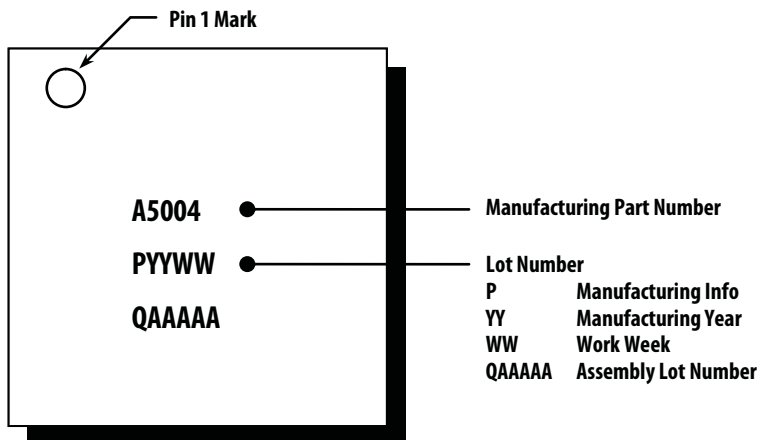 Pin 1 Mark
A5004
Manufacturing Part Number
PYYWW
Lot Number
P Manufacturing Info
YY Manufacturing Year
QAAAAA
WW Work Week
QAAAAA Assembly Lot Number